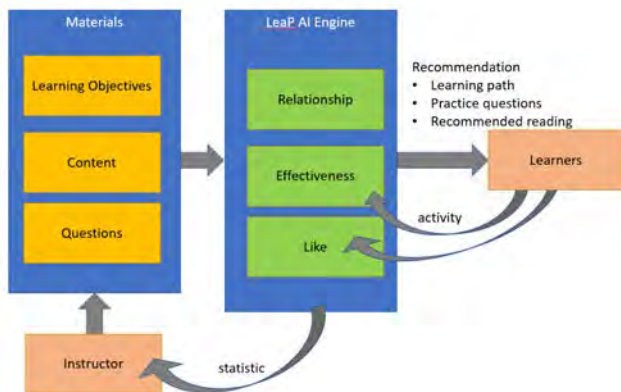 Materials
Learning Objectives
Content
Questions
Instructor
LeaP AI Engine
Relationship
Effectiveness
Like
statistic
Recommendation
• Learning path
• Practice questions
• Recommended reading
Learners
activity